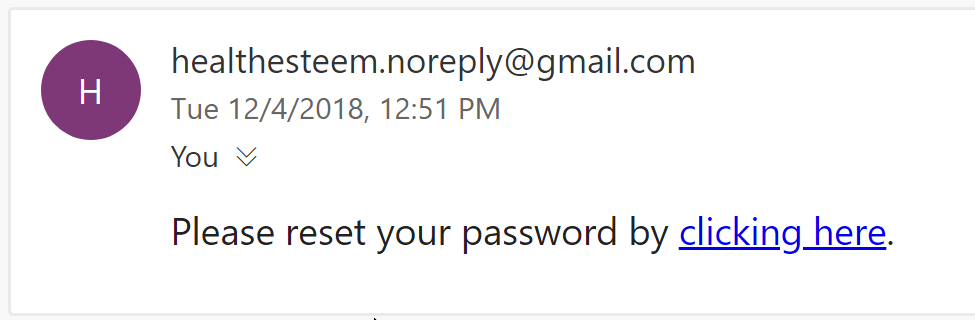 H
healthesteem.noreply@gmail.com
Tue 12/4/2018, 12:51 PM
You
Please reset your password by clicking here.